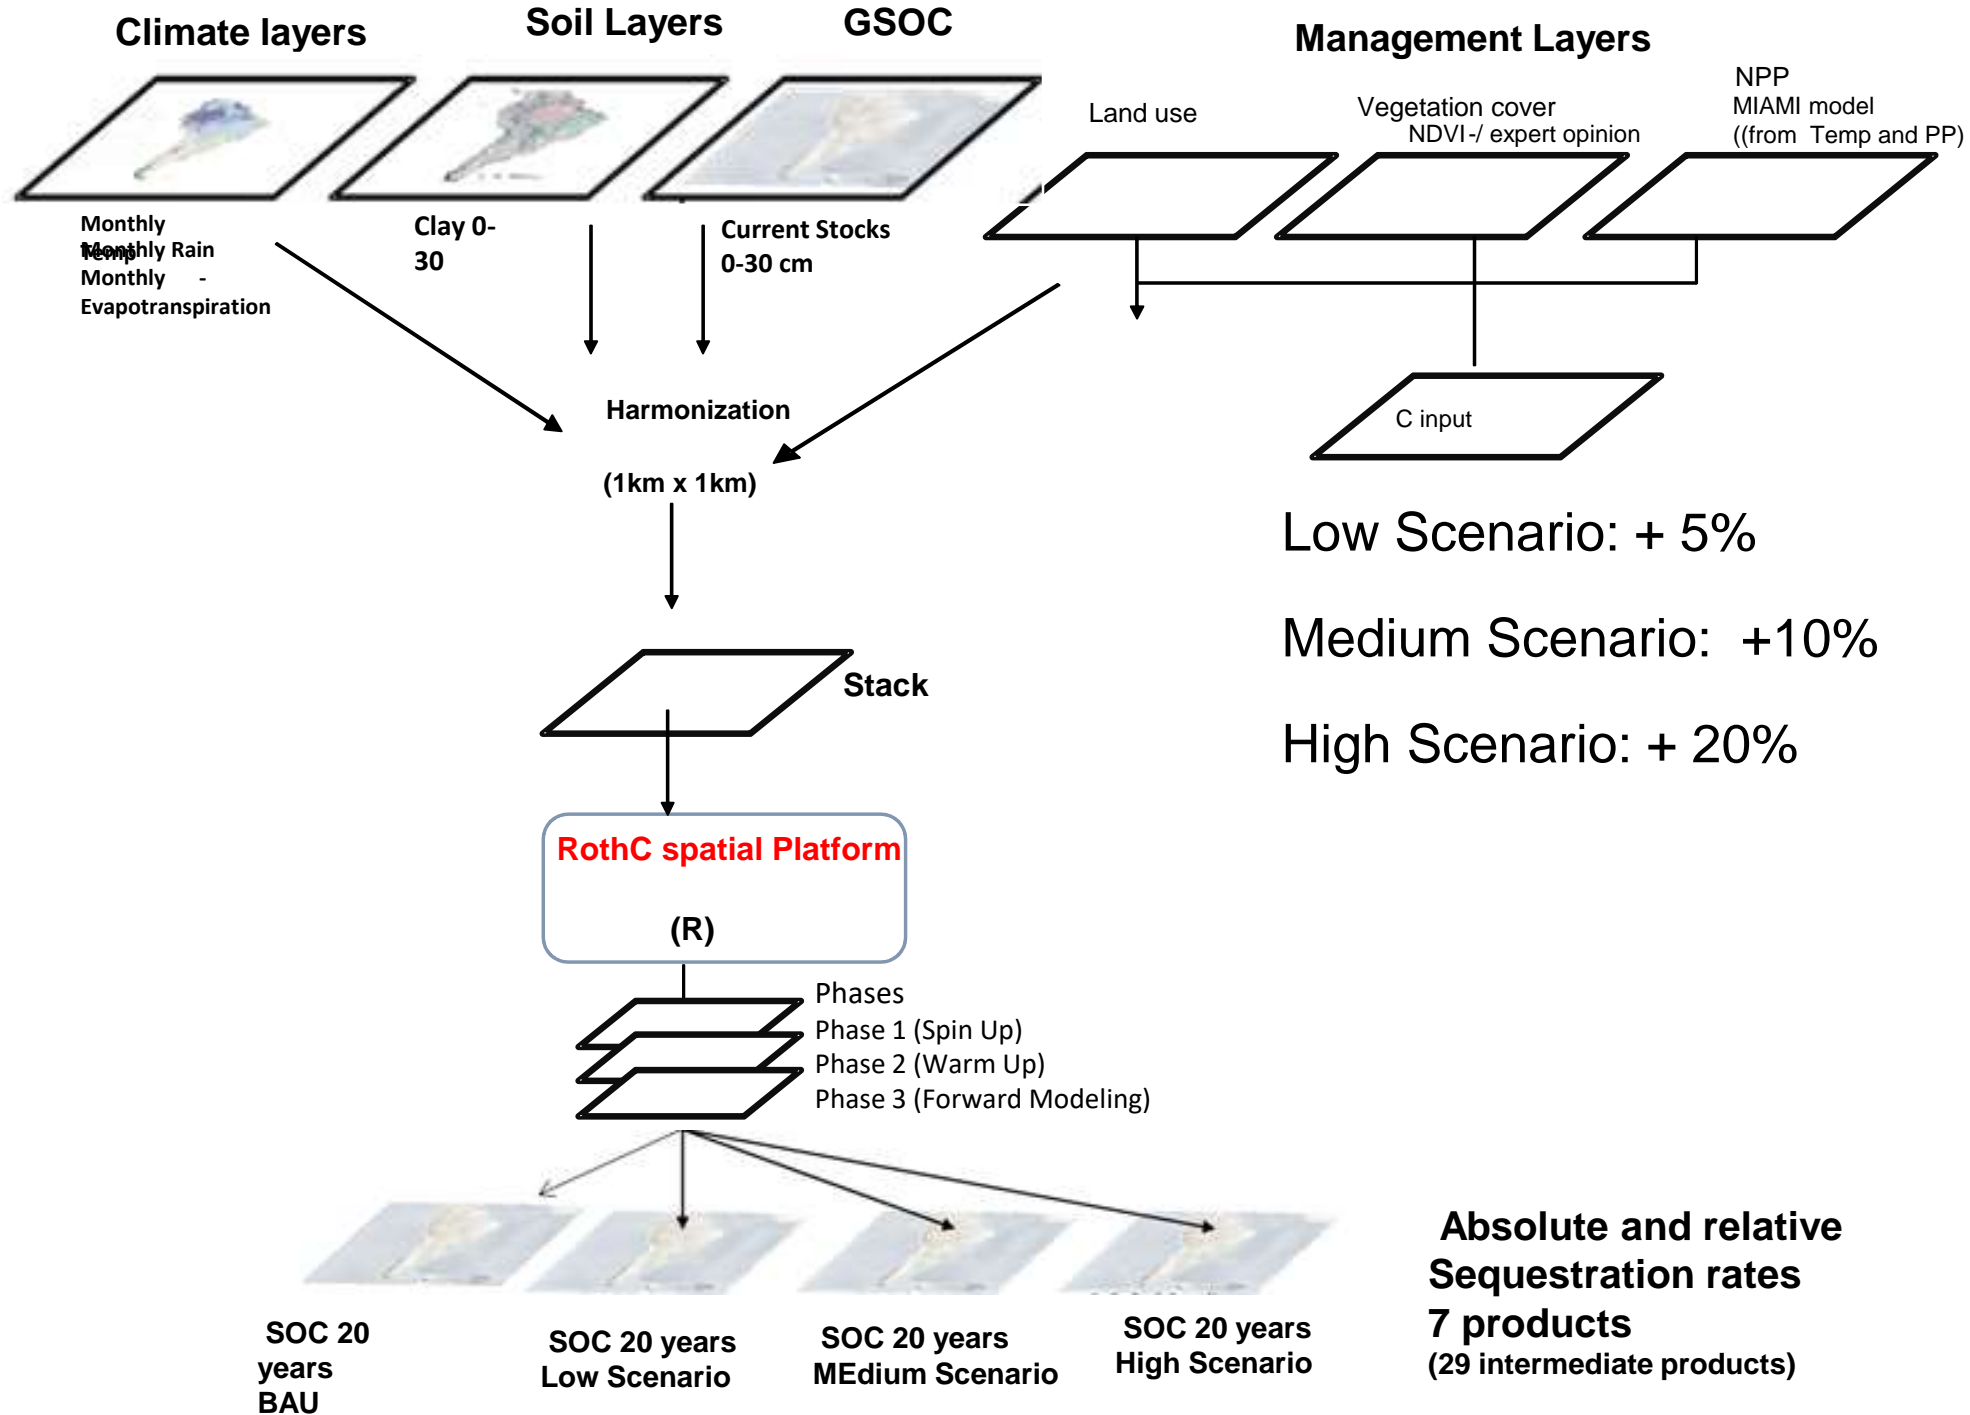 Climate layers
Soil Layers
GSOC
Management Layers
Land use
Vegetation cover
NDVI-/ expert opinion
NPP
MIAMI model
((from Temp and PP)
Monthly
Temp
Monthly Rain
Monthly -
Evapotranspiration
Clay 0-
30
Current Stocks
0-30 cm
Harmonization
(1km x 1km)
C input
Low Scenario: + 5%
Medium Scenario: +10%
High Scenario: + 20%
Stack
RothC spatial Platform
(R)
Phases
Phase 1 (Spin Up)
Phase 2 (Warm Up)
Phase 3 (Forward Modeling)
SOC 20
years
BAU
SOC 20 years
Low Scenario
SOC 20 years
MEdium Scenario
SOC 20 years
High Scenario
Absolute and relative
Sequestration rates
7 products
(29 intermediate products)